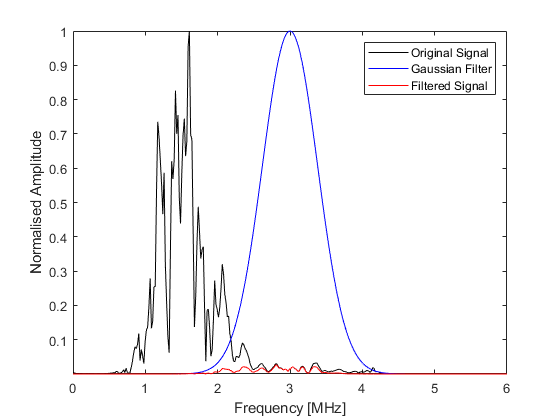 1
0.9
0.8
0.7
0.6
0.5
0.4
0.3
0.2
0.1
Normalised Amplitude
Original Signal
Gaussian Filter
Filtered Signal
0 1 2 3 4 5 6
Frequency [MHz]